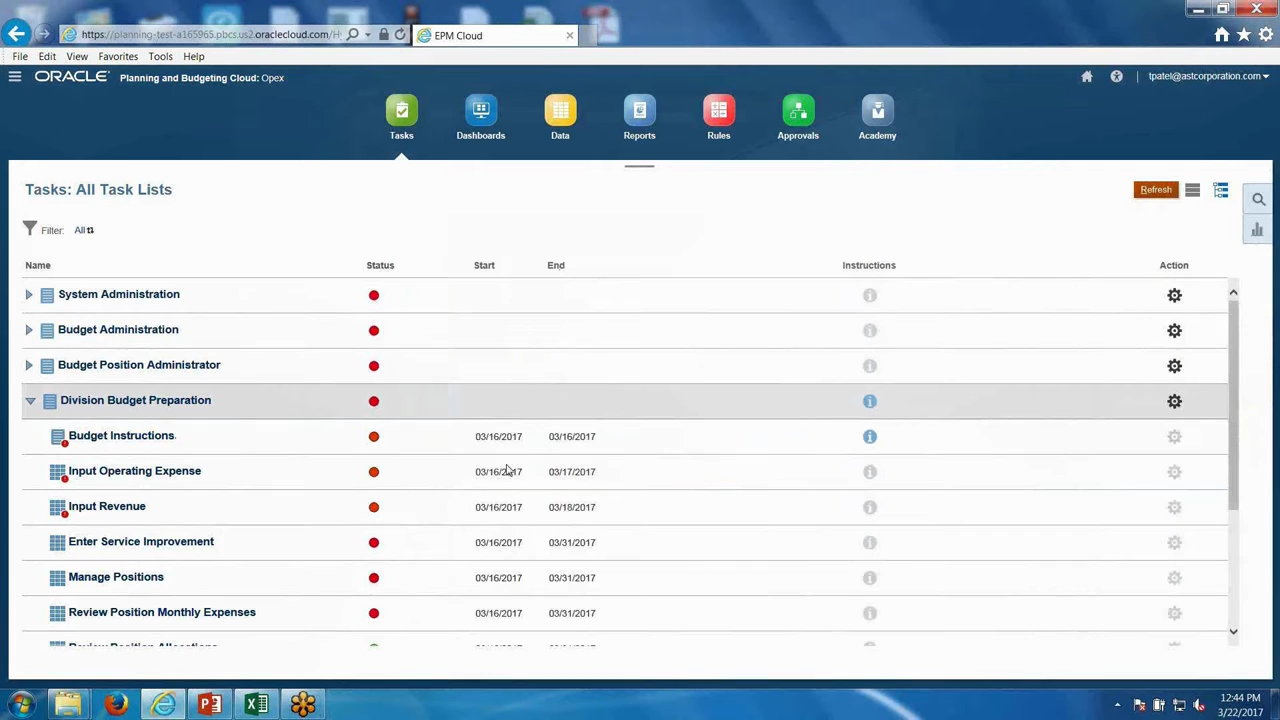 https://planning-test-a165965.pbcs.us2.oraclecloud.com/H
EPM Cloud
File Edit View Favorites Tools Help
ORACLE Planning and Budgeting Cloud: Opex
tpatel@astcorporation.com
Tasks Dashboards Data Reports Rules Approvals Academy
Tasks: All Task Lists
Refresh
Filter: All
Name Status Start End Instructions Action
System Administration
Budget Administration
Budget Position Administrator
Division Budget Preparation
Budget Instructions 03/16/2017 03/16/2017
Input Operating Expense 03/16/2017 03/17/2017
Input Revenue 03/16/2017 03/18/2017
Enter Service Improvement 03/16/2017 03/31/2017
Manage Positions 03/16/2017 03/31/2017
Review Position Monthly Expenses 03/16/2017 03/31/2017
Review Position Allocations
12:44 PM
3/22/2017